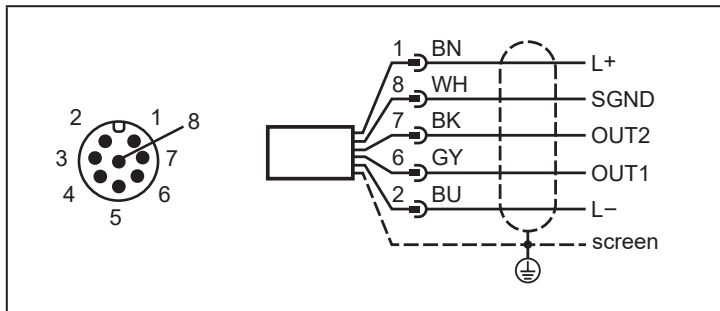 2 1 8
3 7
4 6
5
1 BN L+
8 WH SGND
7 BK OUT2
6 GY OUT1
2 BU L–
screen